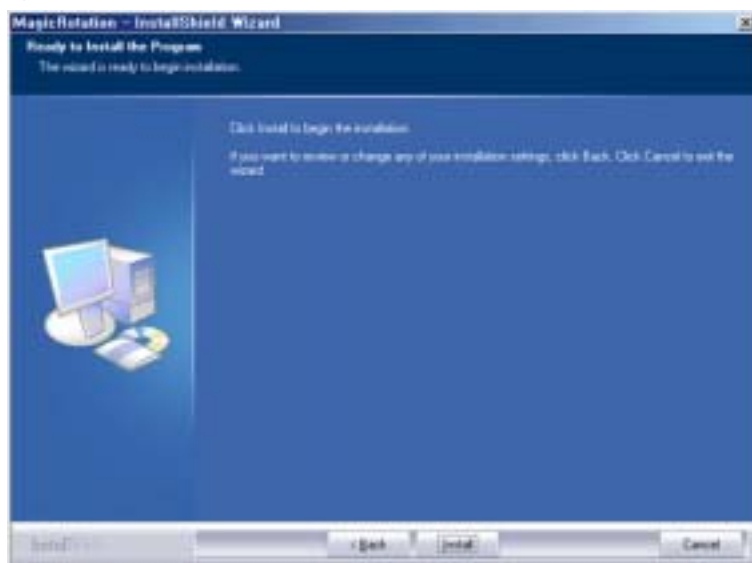 MagicRotation - InstallShield Wizard
Ready to Install the Program
The wizard is ready to begin installation.
Click Install to begin the installation.
If you want to review or change any of your installation settings, click Back. Click Cancel to exit the
wizard.
InstallShield
< Back
Install
Cancel